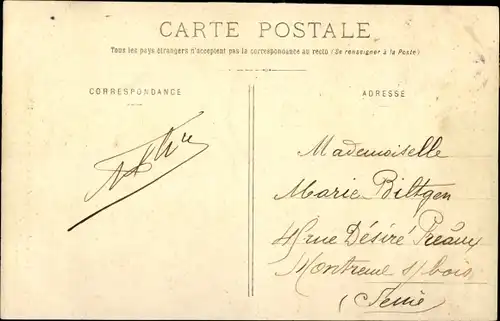 CARTE POSTALE
Tous les pays étrangers n'acceptent pas la correspondance au recto (Se renseigner à la Poste)
CORRESPONDANCE
ADRESSE
Mademoiselle
Marie Biltgen
rue Désiré Préaux
Montreuil s/ bois
(Seine